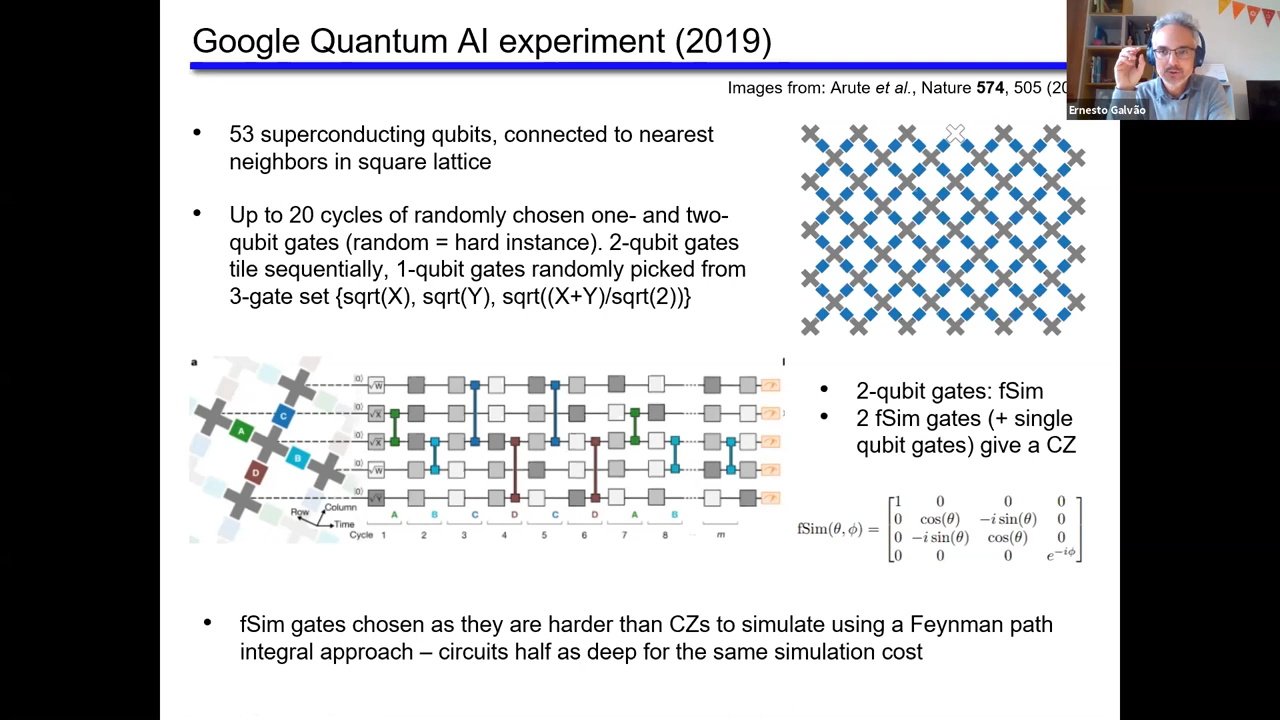 Google Quantum AI experiment (2019)
Images from: Arute et al., Nature 574, 505 (20
Ernesto Galvão
• 53 superconducting qubits, connected to nearest
neighbors in square lattice
• Up to 20 cycles of randomly chosen one- and two-
qubit gates (random = hard instance). 2-qubit gates
tile sequentially, 1-qubit gates randomly picked from
3-gate set {sqrt(X), sqrt(Y), sqrt((X+Y)/sqrt(2))}
a
|0⟩ √W
|0⟩ √X
|0⟩ √X
|0⟩ √W
|0⟩ √Y
A
B
C
D
Row
Column
Time
A B C D C D A B
Cycle 1 2 3 4 5 6 7 8 m
• 2-qubit gates: fSim
• 2 fSim gates (+ single
qubit gates) give a CZ
fSim(θ, ϕ) =
1 0 0 0
0 cos(θ) −i sin(θ) 0
0 −i sin(θ) cos(θ) 0
0 0 0 e^{−iϕ}
• fSim gates chosen as they are harder than CZs to simulate using a Feynman path
integral approach – circuits half as deep for the same simulation cost